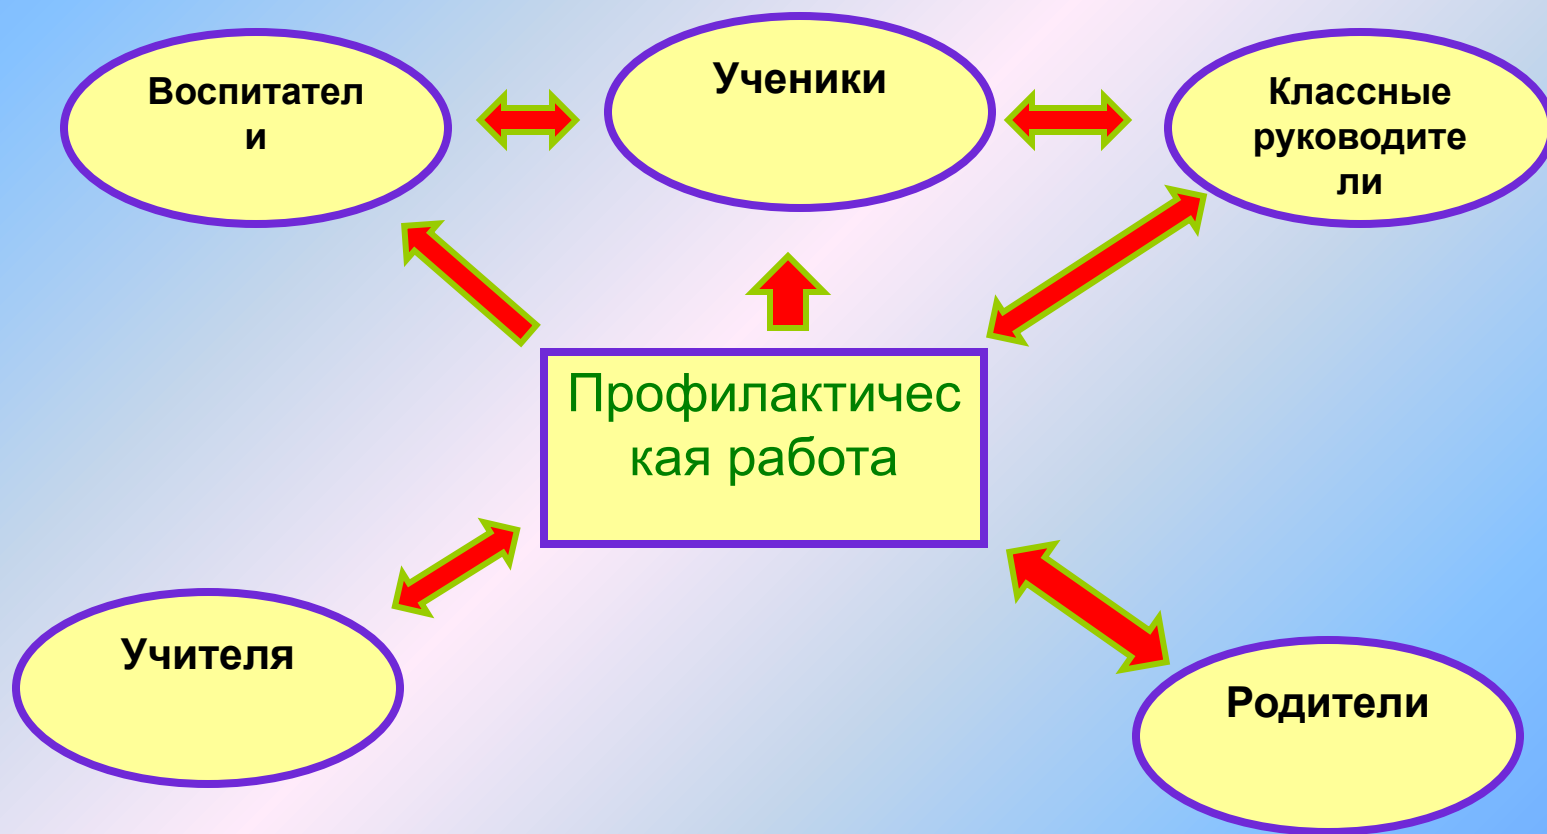 Воспитател
и
Ученики
Классные
руководите
ли
Профилактичес
кая работа
Учителя
Родители